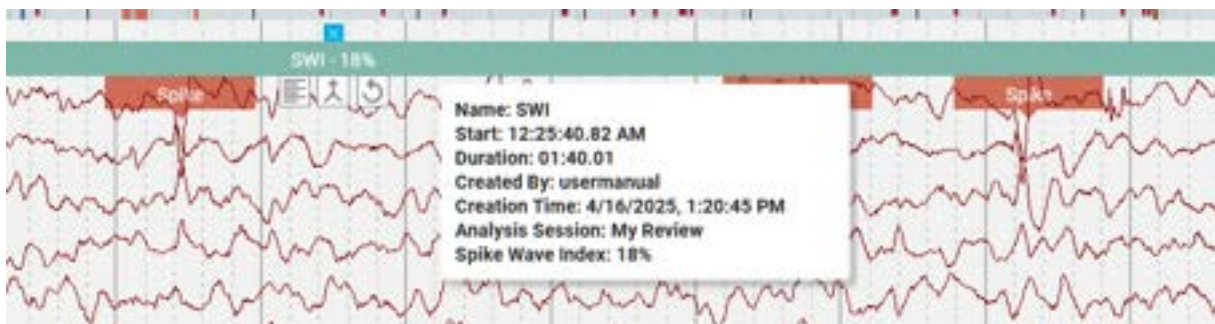 SWI - 18%
Spike
Spike
Name: SWI
Start: 12:25:40.82 AM
Duration: 01:40.01
Created By: usermanual
Creation Time: 4/16/2025, 1:20:45 PM
Analysis Session: My Review
Spike Wave Index: 18%